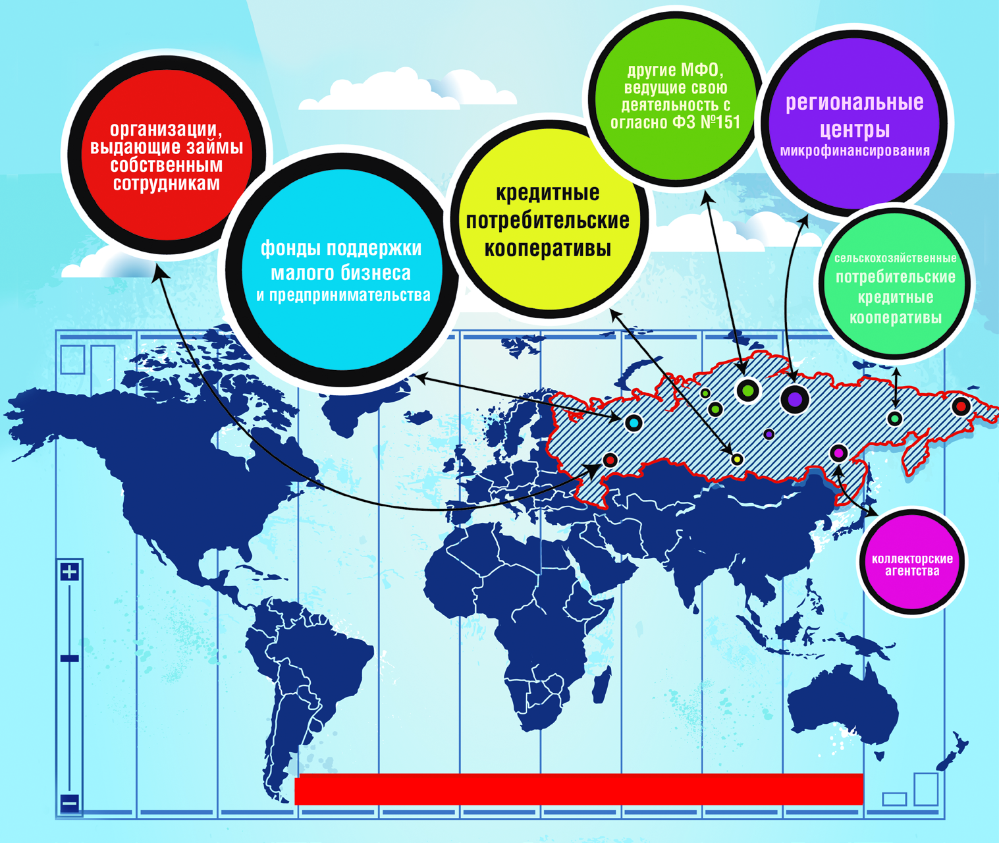 организации,
выдающие займы
собственным
сотрудникам
фонды поддержки
малого бизнеса
и предпринимательства
кредитные
потребительские
кооперативы
другие МФО,
ведущие свою
деятельность с
огласно ФЗ №151
региональные
центры
микрофинансирования
сельскохозяйственные
потребительские
кредитные
кооперативы
коллекторские
агентства